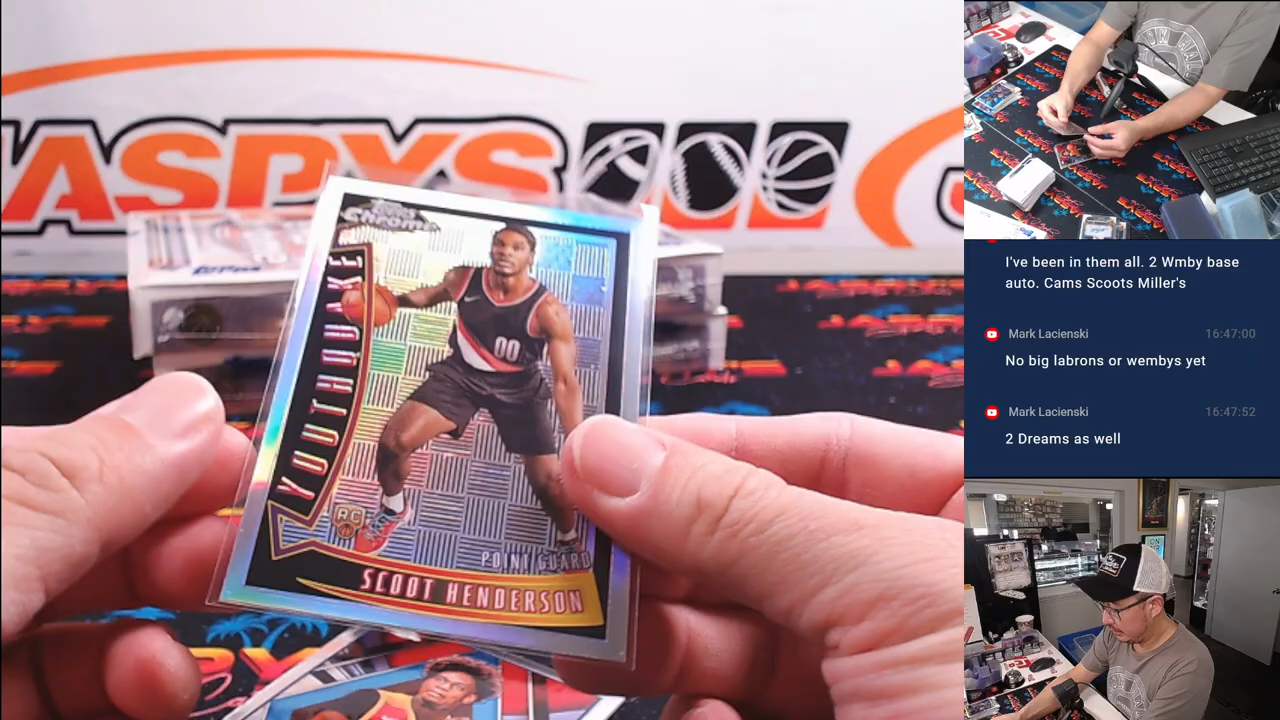 JASPYS
Topps
Chrome
YOUTHQUAKE
00
RC
POINT GUARD
SCOOT HENDERSON
I've been in them all. 2 Wmby base
auto. Cams Scoots Miller's
Mark Lacienski 16:47:00
No big labrons or wembys yet
Mark Lacienski 16:47:52
2 Dreams as well